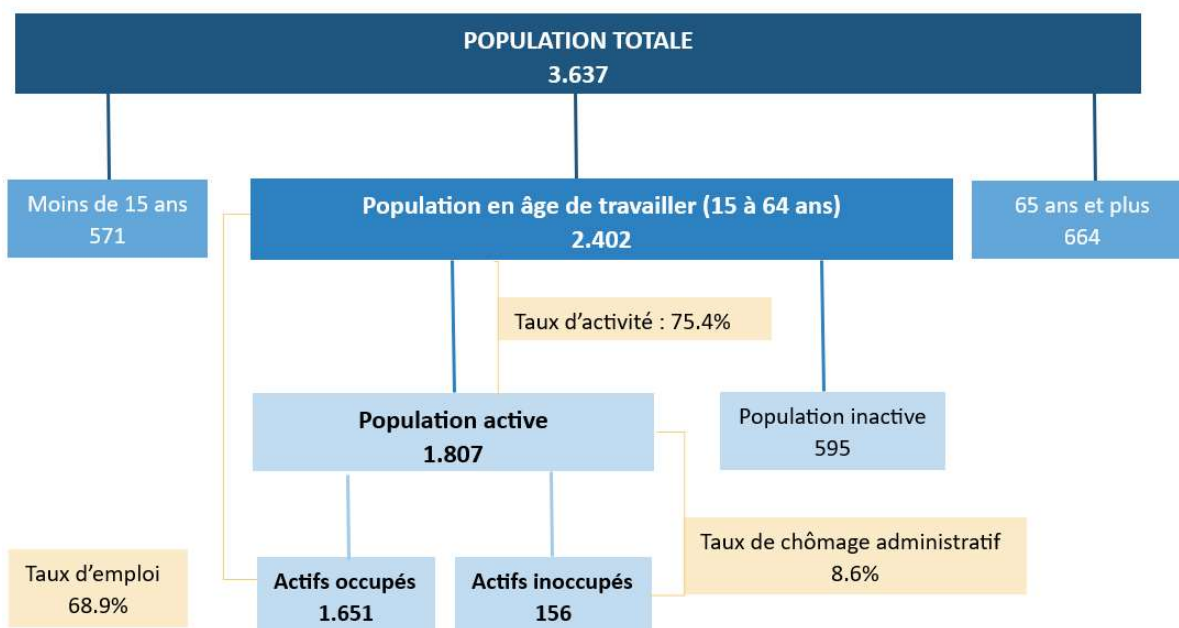 POPULATION TOTALE
3.637
Moins de 15 ans
571
Population en âge de travailler (15 à 64 ans)
2.402
65 ans et plus
664
Taux d’activité : 75.4%
Population active
1.807
Population inactive
595
Taux de chômage administratif
8.6%
Taux d’emploi
68.9%
Actifs occupés
1.651
Actifs inoccupés
156